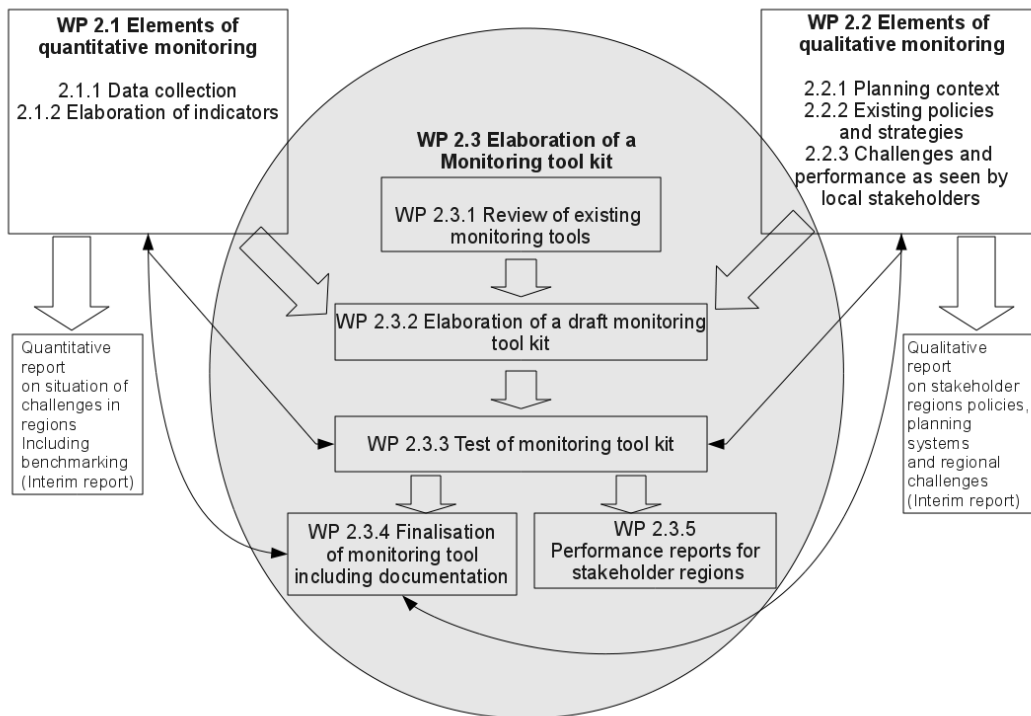 WP 2.1 Elements of
quantitative monitoring
2.1.1 Data collection
2.1.2 Elaboration of indicators
WP 2.2 Elements of
qualitative monitoring
2.2.1 Planning context
2.2.2 Existing policies
and strategies
2.2.3 Challenges and
performance as seen by
local stakeholders
WP 2.3 Elaboration of a
Monitoring tool kit
WP 2.3.1 Review of existing
monitoring tools
WP 2.3.2 Elaboration of a draft monitoring
tool kit
WP 2.3.3 Test of monitoring tool kit
WP 2.3.4 Finalisation
of monitoring tool
including documentation
WP 2.3.5
Performance reports for
stakeholder regions
Quantitative
report
on situation of
challenges in
regions
Including
benchmarking
(Interim report)
Qualitative
report
on stakeholder
regions policies,
planning
systems
and regional
challenges
(Interim report)